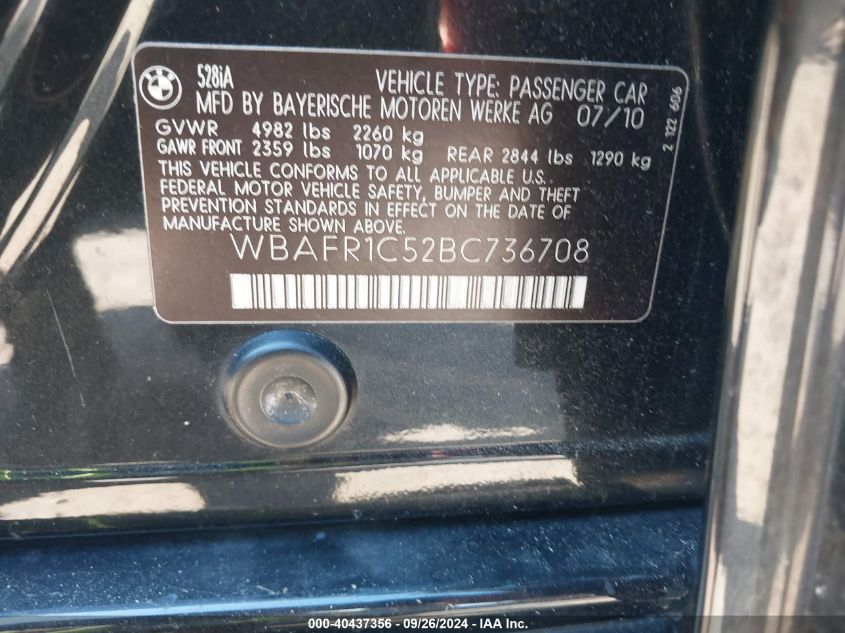 BMW
528iA
VEHICLE TYPE: PASSENGER CAR
MFD BY BAYERISCHE MOTOREN WERKE AG 07/10
GVWR 4982 lbs 2260 kg
GAWR FRONT 2359 lbs 1070 kg REAR 2844 lbs 1290 kg
THIS VEHICLE CONFORMS TO ALL APPLICABLE U.S.
FEDERAL MOTOR VEHICLE SAFETY, BUMPER AND THEFT
PREVENTION STANDARDS IN EFFECT ON THE DATE OF
MANUFACTURE SHOWN ABOVE.
WBAFR1C52BC736708
2 122 606
000-40437356 - 09/26/2024 - IAA Inc.